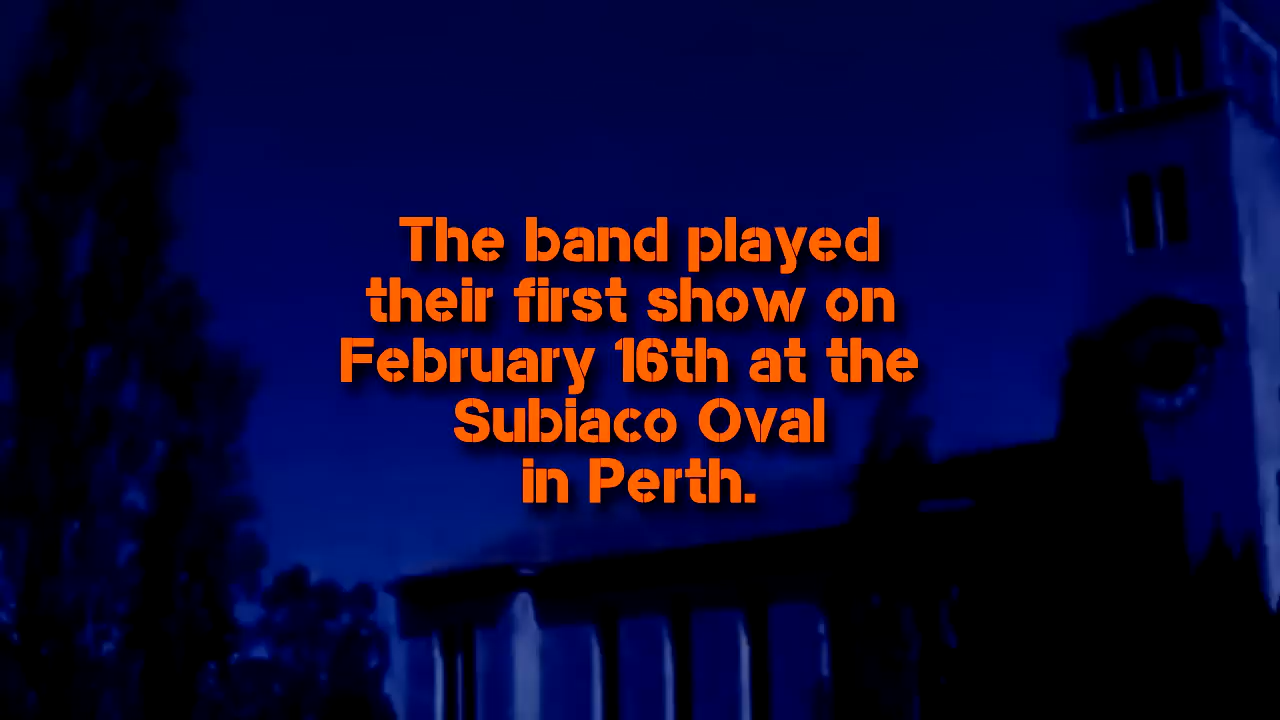 The band played
their first show on
February 16th at the
Subiaco Oval
in Perth.